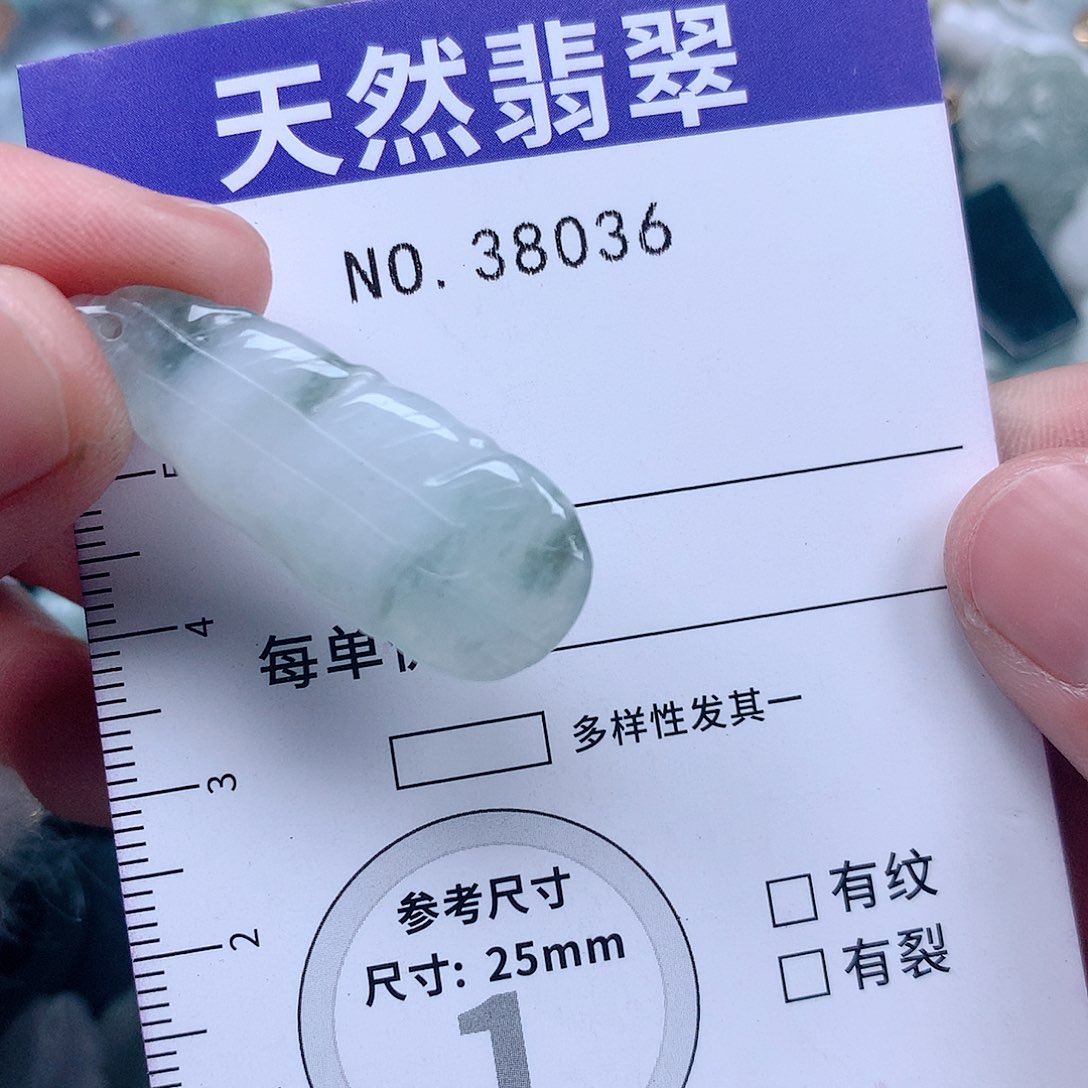 天然翡翠
NO. 38036
每单
多样性发其一
参考尺寸
尺寸: 25mm
1
有纹
有裂
4
3
2